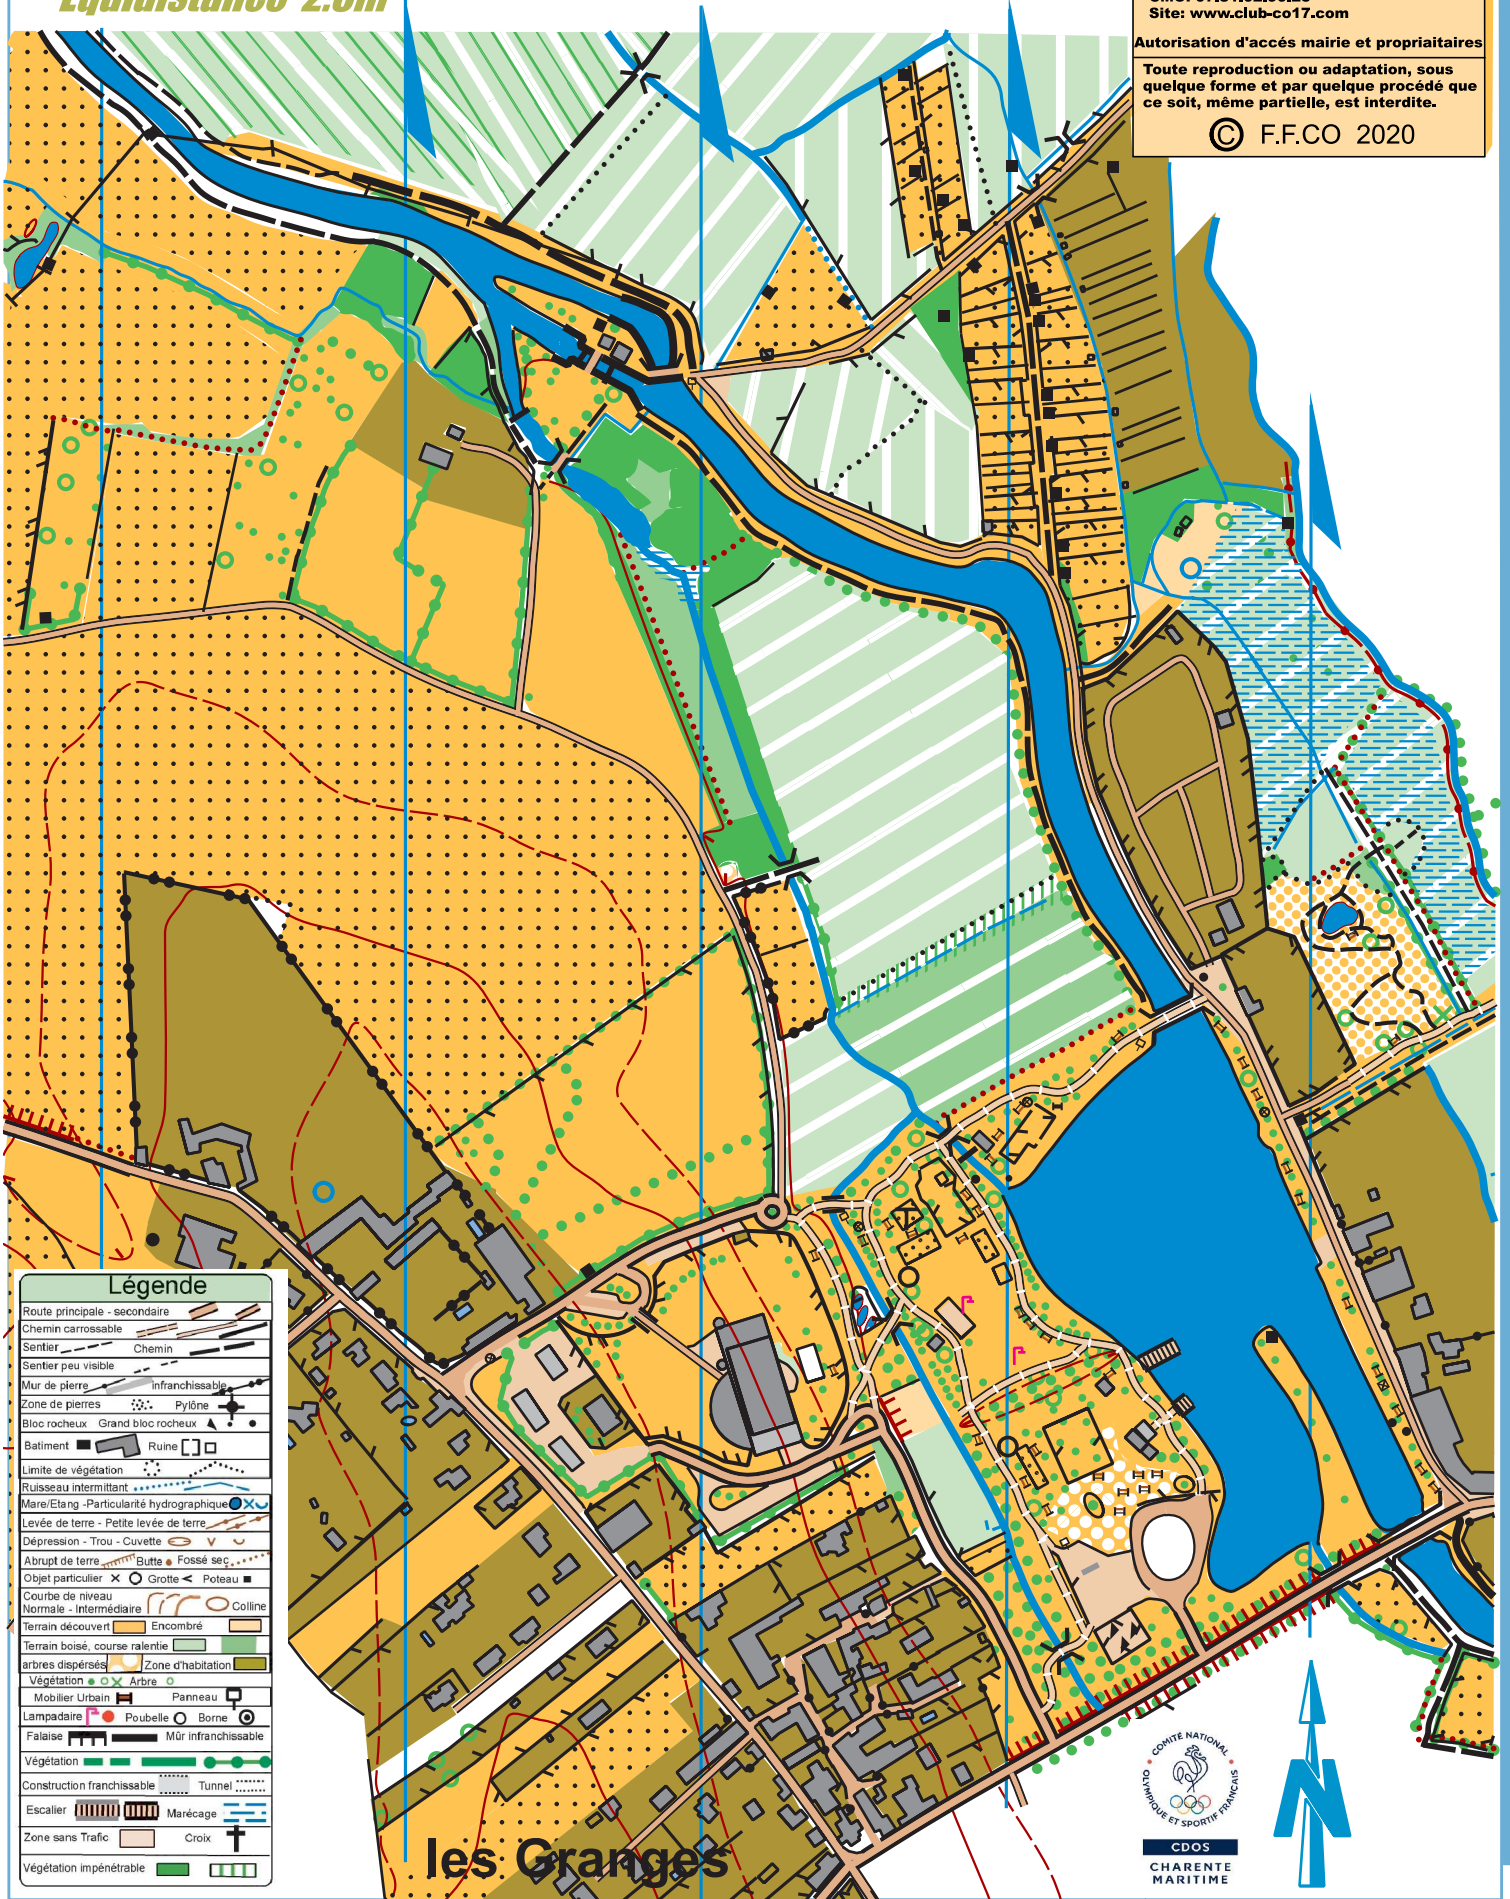 Equidistance 2.5m
Site: www.club-co17.com
Autorisation d'accés mairie et propriaitaires
Toute reproduction ou adaptation, sous
quelque forme et par quelque procédé que
ce soit, même partielle, est interdite.
© F.F.CO 2020
Légende
Route principale - secondaire
Chemin carrossable
Sentier Chemin
Sentier peu visible
Mur de pierre Infranchissable
Zone de pierres Pylône
Bloc rocheux Grand bloc rocheux
Batiment Ruine
Limite de végétation
Ruisseau intermittant
Mare/Etang -Particularité hydrographique
Levée de terre - Petite levée de terre
Dépression - Trou - Cuvette
Abrupt de terre Butte Fossé sec
Objet particulier Grotte Poteau
Courbe de niveau
Normale - Intermédiaire Colline
Terrain découvert Encombré
Terrain boisé, course ralentie
arbres dispérsés Zone d'habitation
Végétation Arbre
Mobilier Urbain Panneau
Lampadaire Poubelle Borne
Falaise Mûr infranchissable
Végétation
Construction franchissable Tunnel
Escalier Marécage
Zone sans Trafic Croix
Végétation impénétrable
les Granges
COMITÉ NATIONAL
OLYMPIQUE ET SPORTIF FRANÇAIS
CDOS
CHARENTE
MARITIME
N